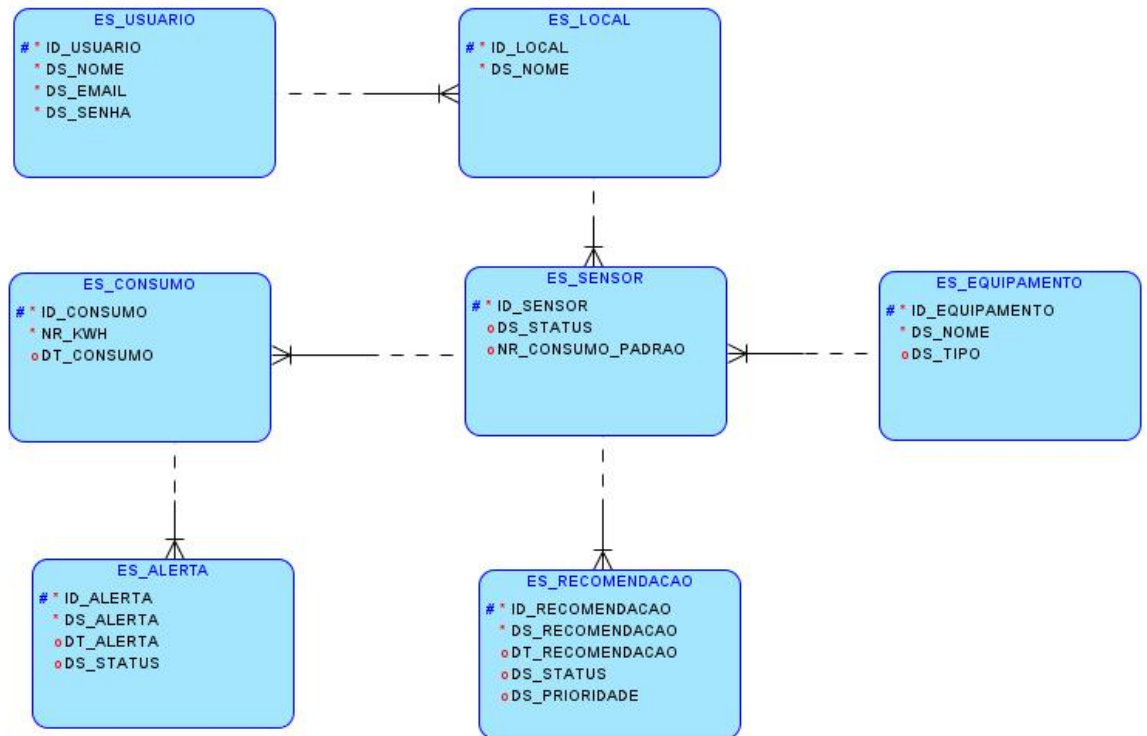 ES_USUARIO
# * ID_USUARIO
* DS_NOME
* DS_EMAIL
* DS_SENHA
ES_LOCAL
# * ID_LOCAL
* DS_NOME
ES_CONSUMO
# * ID_CONSUMO
* NR_KWH
o DT_CONSUMO
ES_SENSOR
# * ID_SENSOR
o DS_STATUS
o NR_CONSUMO_PADRAO
ES_EQUIPAMENTO
# * ID_EQUIPAMENTO
* DS_NOME
o DS_TIPO
ES_ALERTA
# * ID_ALERTA
* DS_ALERTA
o DT_ALERTA
o DS_STATUS
ES_RECOMENDACAO
# * ID_RECOMENDACAO
* DS_RECOMENDACAO
o DT_RECOMENDACAO
o DS_STATUS
o DS_PRIORIDADE